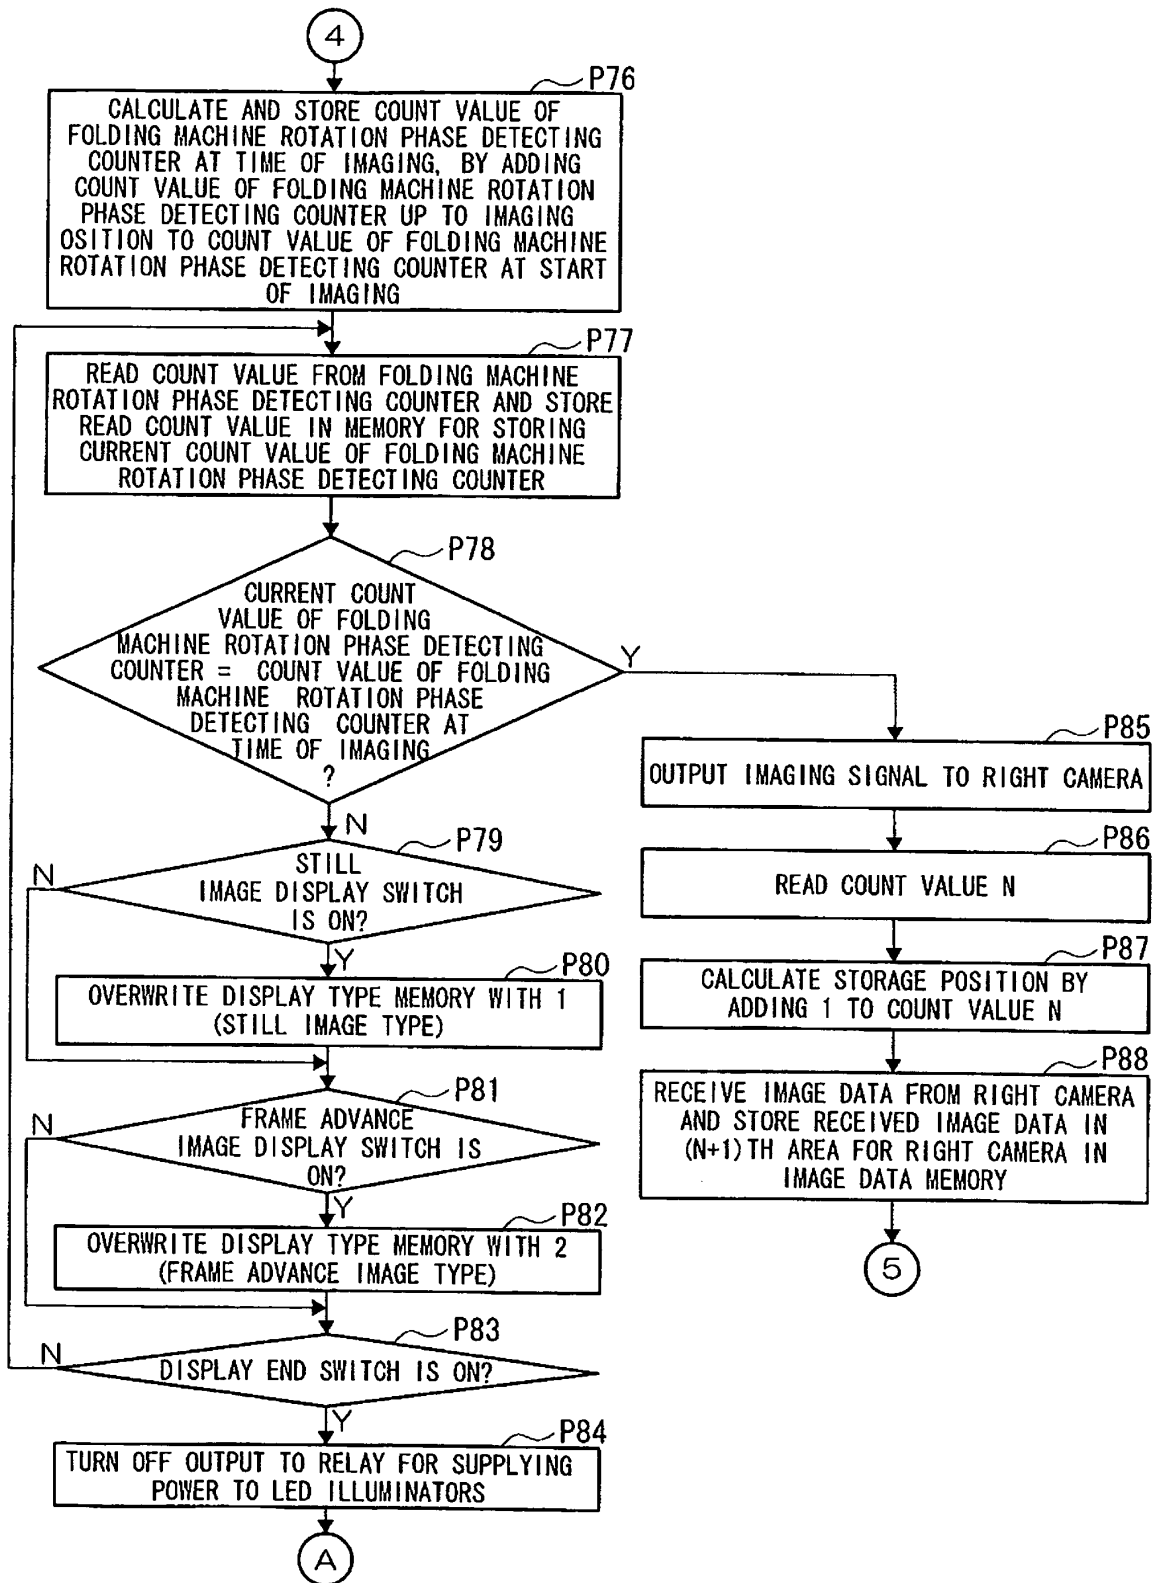 4
P76
CALCULATE AND STORE COUNT VALUE OF
FOLDING MACHINE ROTATION PHASE DETECTING
COUNTER AT TIME OF IMAGING, BY ADDING
COUNT VALUE OF FOLDING MACHINE ROTATION
PHASE DETECTING COUNTER UP TO IMAGING
OSITION TO COUNT VALUE OF FOLDING MACHINE
ROTATION PHASE DETECTING COUNTER AT START
OF IMAGING
P77
READ COUNT VALUE FROM FOLDING MACHINE
ROTATION PHASE DETECTING COUNTER AND STORE
READ COUNT VALUE IN MEMORY FOR STORING
CURRENT COUNT VALUE OF FOLDING MACHINE
ROTATION PHASE DETECTING COUNTER
P78
CURRENT COUNT
VALUE OF FOLDING
MACHINE ROTATION PHASE DETECTING
COUNTER = COUNT VALUE OF FOLDING
MACHINE ROTATION PHASE
DETECTING COUNTER AT
TIME OF IMAGING
?
Y
N
P79
STILL
IMAGE DISPLAY SWITCH
IS ON?
N
Y
P80
OVERWRITE DISPLAY TYPE MEMORY WITH 1
(STILL IMAGE TYPE)
P81
FRAME ADVANCE
IMAGE DISPLAY SWITCH IS
ON?
N
Y
P82
OVERWRITE DISPLAY TYPE MEMORY WITH 2
(FRAME ADVANCE IMAGE TYPE)
P83
DISPLAY END SWITCH IS ON?
N
Y
P84
TURN OFF OUTPUT TO RELAY FOR SUPPLYING
POWER TO LED ILLUMINATORS
A
P85
OUTPUT IMAGING SIGNAL TO RIGHT CAMERA
P86
READ COUNT VALUE N
P87
CALCULATE STORAGE POSITION BY
ADDING 1 TO COUNT VALUE N
P88
RECEIVE IMAGE DATA FROM RIGHT CAMERA
AND STORE RECEIVED IMAGE DATA IN
(N+1)TH AREA FOR RIGHT CAMERA IN
IMAGE DATA MEMORY
5